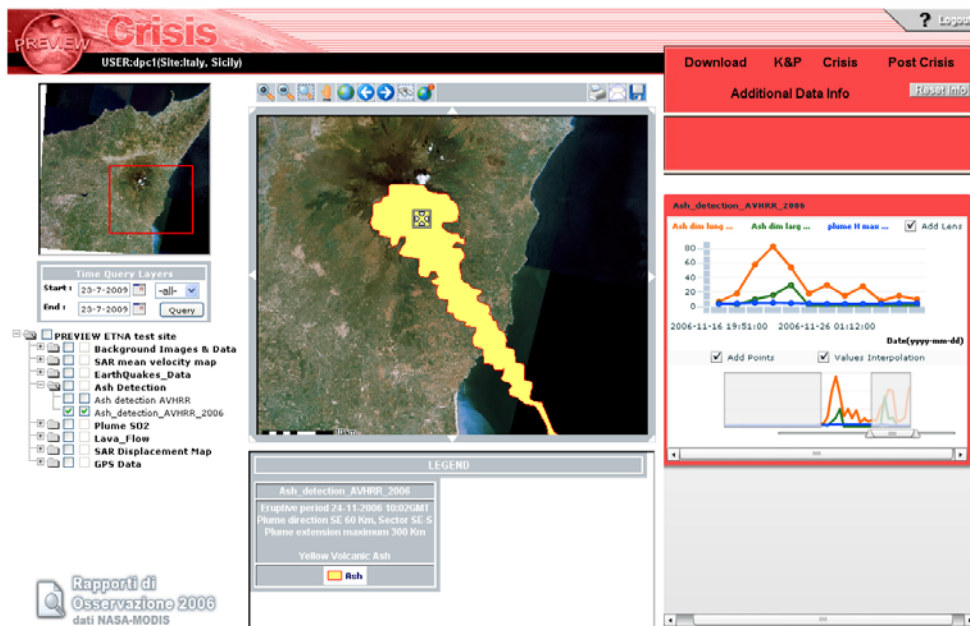 PREVIEW
Crisis
? Logout
USER:dpc1(Site:Italy, Sicily)
Download K&P Crisis Post Crisis
Additional Data Info Reset Info
Time Query Layers
Start : 23-7-2009 -all-
End : 23-7-2009 Query
PREVIEW ETNA test site
Background Images & Data
SAR mean velocity map
EarthQuakes_Data
Ash Detection
Ash detection AVHRR
Ash_detection_AVHRR_2006
Plume SO2
Lava_Flow
SAR Displacement Map
GPS Data
Rapporti di
Osservazione 2006
dati NASA-MODIS
LEGEND
Ash_detection_AVHRR_2006
Eruptive period 24-11-2006 10:02GMT
Plume direction SE 60 Km, Sector SE-S
Plume extension maximum 300 Km
Yellow Volcanic Ash
Ash
Ash_detection_AVHRR_2006
Ash dim lung ... Ash dim larg ... plume H max ... Add Lens
80
60
40
20
0
2006-11-16 19:51:00 2006-11-26 01:12:00
Date(yyyy-mm-dd)
Add Points Values Interpolation